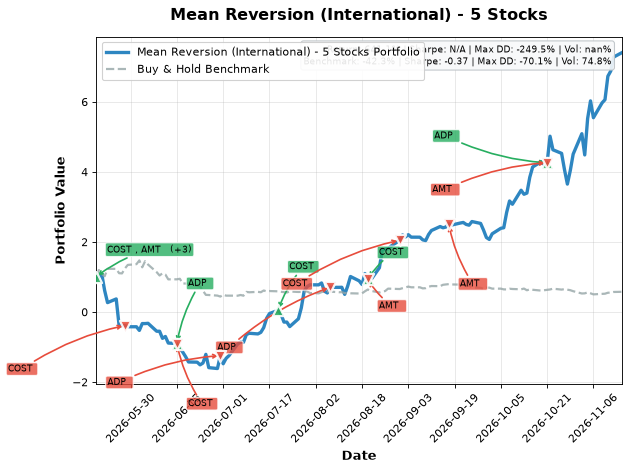 Mean Reversion (International) - 5 Stocks
Mean Reversion (International) - 5 Stocks Portfolio
Buy & Hold Benchmark
Sharpe: N/A | Max DD: -249.5% | Vol: nan%
Benchmark: -42.3% | Sharpe: -0.37 | Max DD: -70.1% | Vol: 74.8%
Portfolio Value
6
4
2
0
−2
ADP
AMT
COST , AMT (+3)
COST
COST
ADP
COST
AMT
AMT
COST
ADP
ADP
COST
2026-05-30
2026-07-01
2026-07-17
2026-08-02
2026-08-18
2026-09-03
2026-09-19
2026-10-05
2026-10-21
2026-11-06
Date